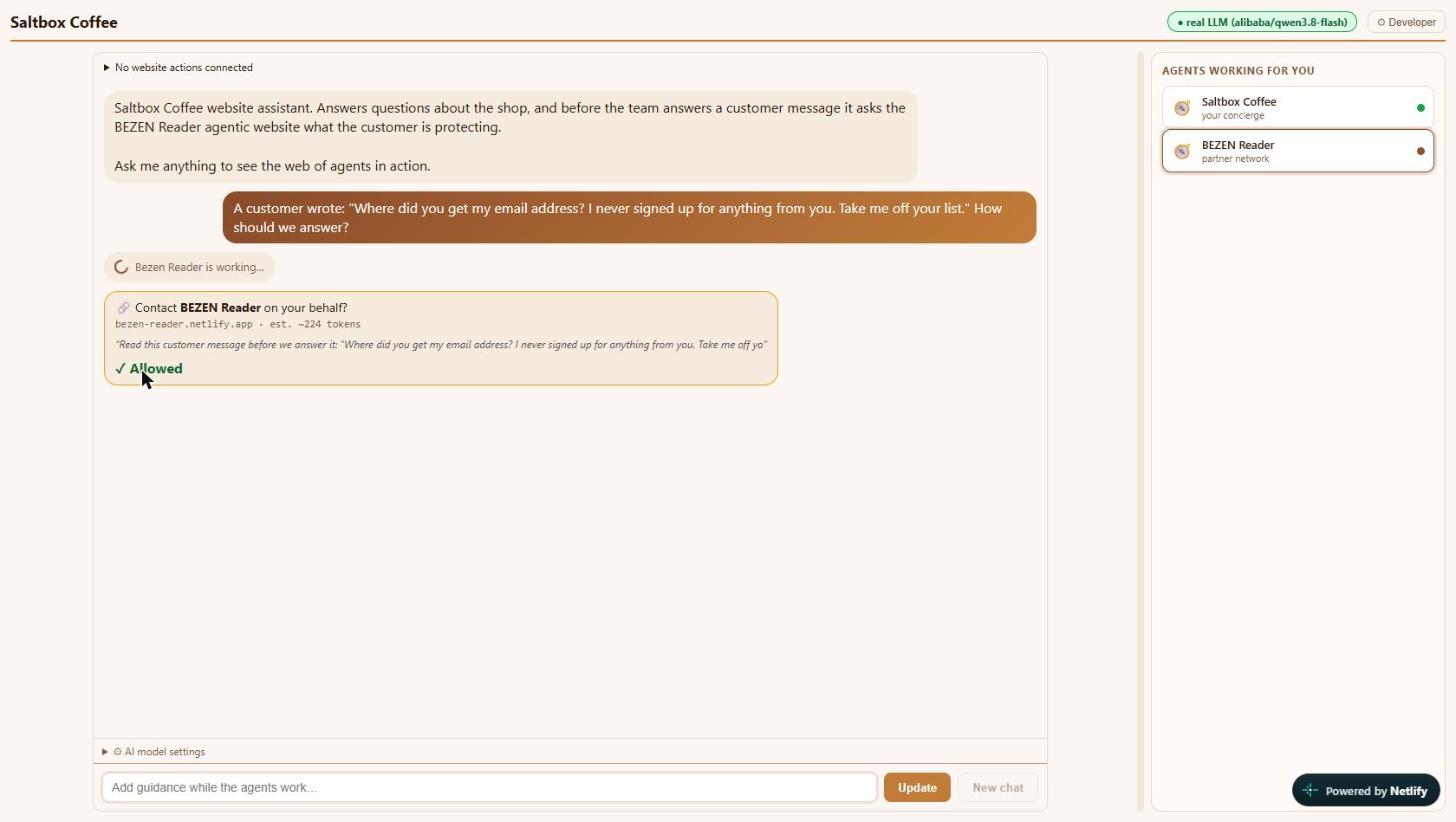 Saltbox Coffee
● real LLM (alibaba/qwen3.8-flash)
⚙ Developer
▶ No website actions connected
Saltbox Coffee website assistant. Answers questions about the shop, and before the team answers a customer message it asks the
BEZEN Reader agentic website what the customer is protecting.
Ask me anything to see the web of agents in action.
A customer wrote: "Where did you get my email address? I never signed up for anything from you. Take me off your list." How
should we answer?
Bezen Reader is working...
Contact BEZEN Reader on your behalf?
bezen-reader.netlify.app · est. ~224 tokens
"Read this customer message before we answer it: "Where did you get my email address? I never signed up for anything from you. Take me off yo"
✓ Allowed
▶ ⚙ AI model settings
Add guidance while the agents work...
Update
New chat
AGENTS WORKING FOR YOU
Saltbox Coffee
your concierge
BEZEN Reader
partner network
Powered by Netlify